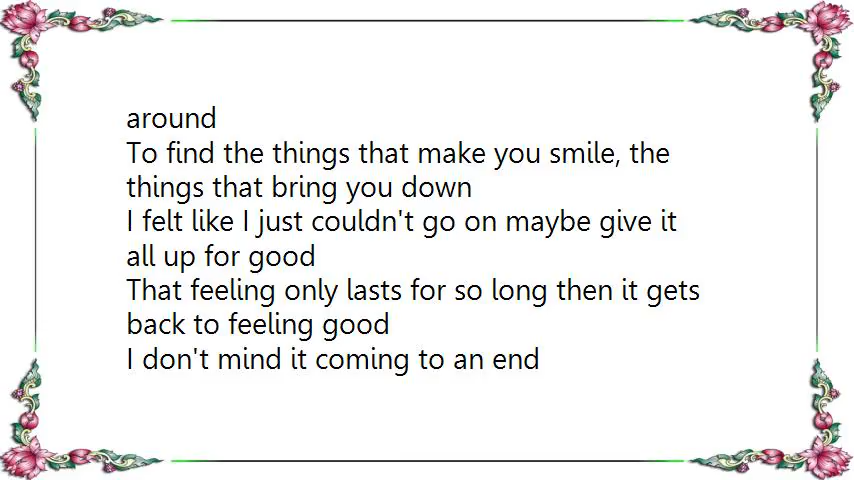 around
To find the things that make you smile, the
things that bring you down
I felt like I just couldn't go on maybe give it
all up for good
That feeling only lasts for so long then it gets
back to feeling good
I don't mind it coming to an end